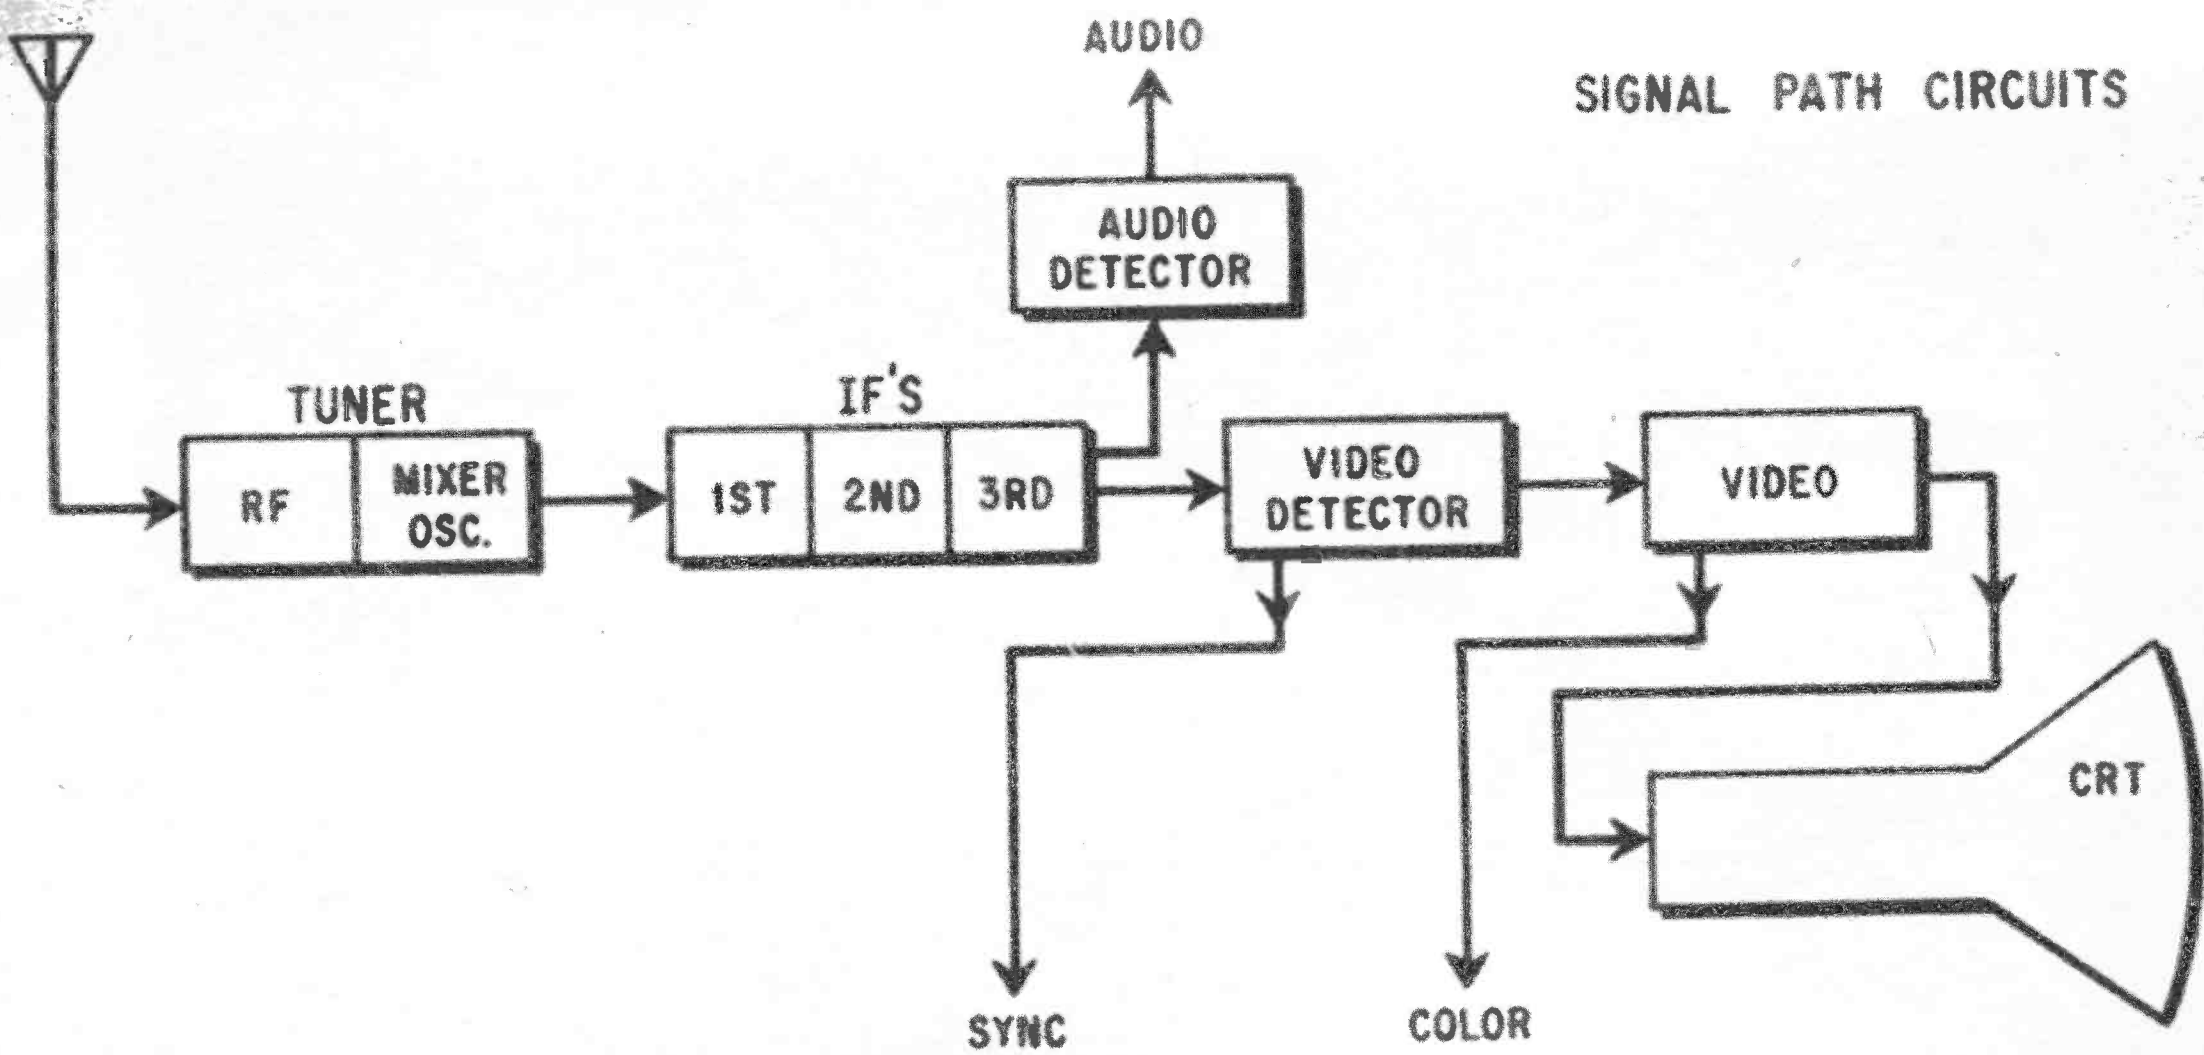 AUDIO
SIGNAL PATH CIRCUITS
AUDIO
DETECTOR
TUNER
IF'S
RF
MIXER
OSC.
1ST
2ND
3RD
VIDEO
DETECTOR
VIDEO
CRT
SYNC
COLOR